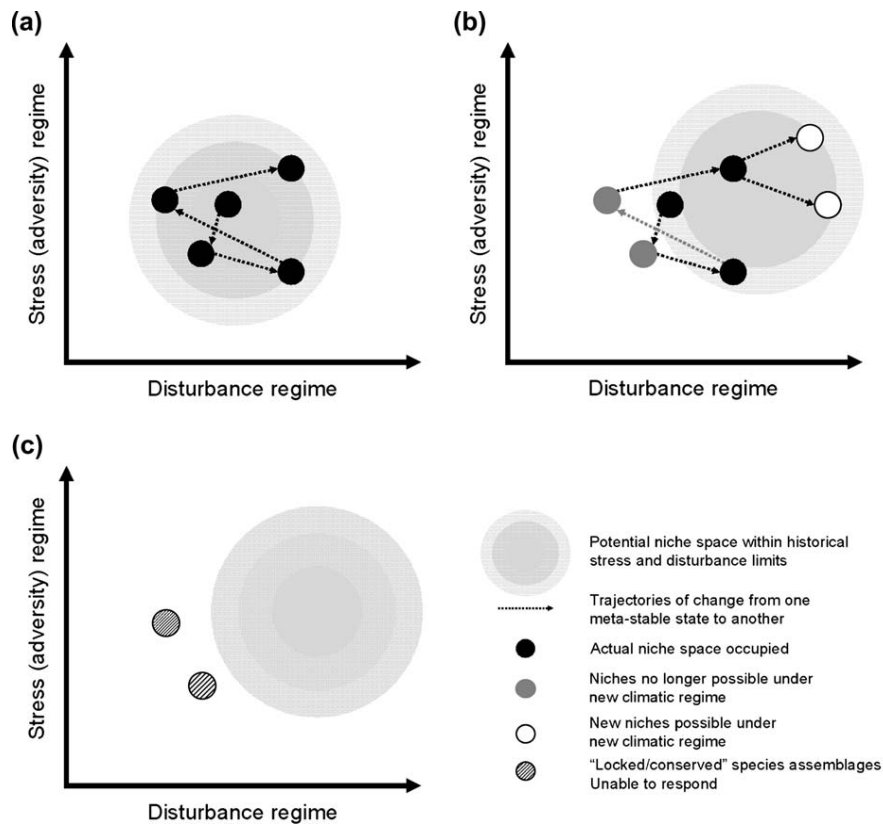 (a)
Stress (adversity) regime
Disturbance regime
(b)
Stress (adversity) regime
Disturbance regime
(c)
Stress (adversity) regime
Disturbance regime
Potential niche space within historical
stress and disturbance limits
Trajectories of change from one
meta-stable state to another
Actual niche space occupied
Niches no longer possible under
new climatic regime
New niches possible under
new climatic regime
“Locked/conserved” species assemblages
Unable to respond